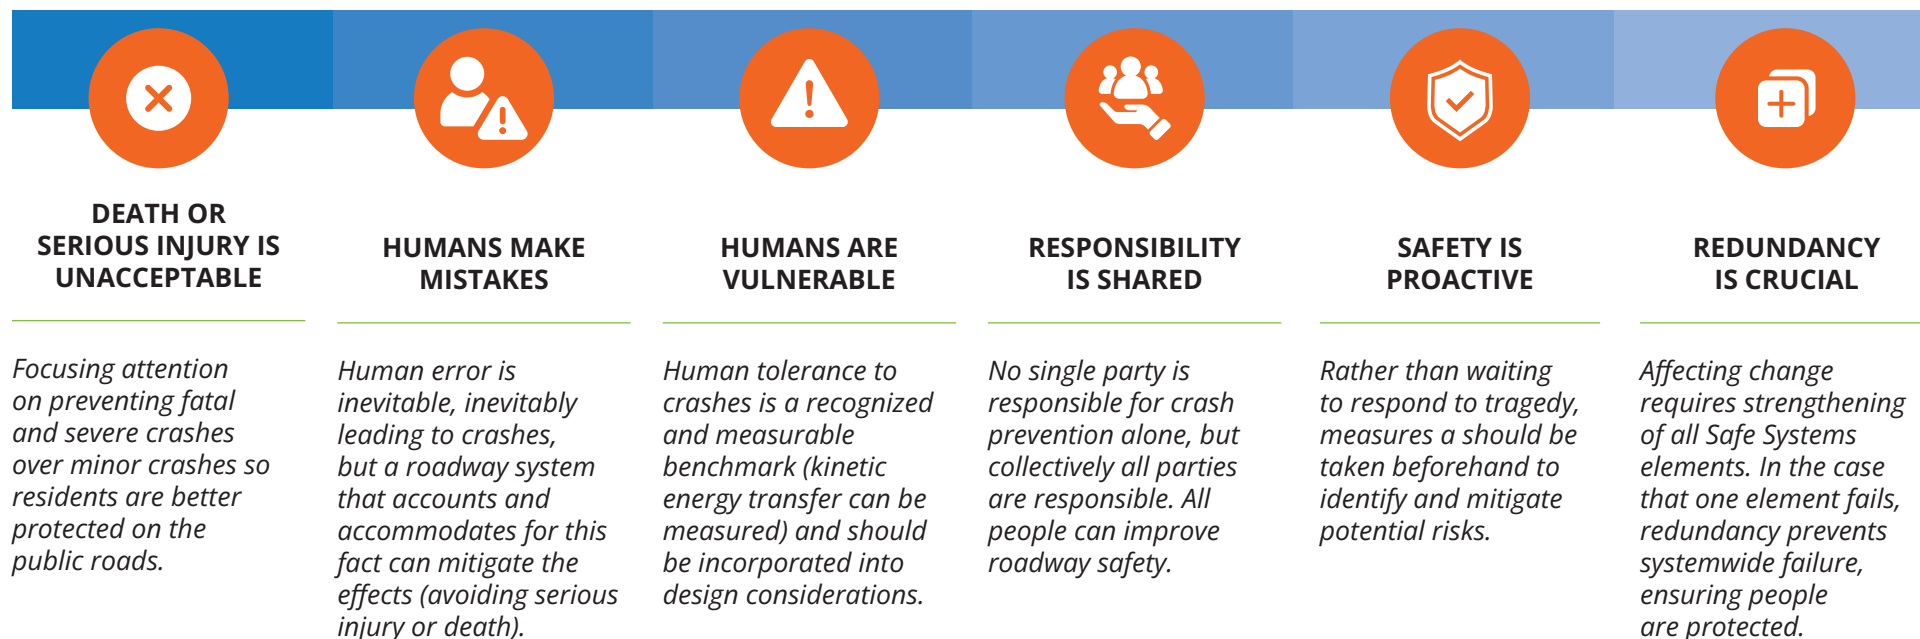 DEATH OR
SERIOUS INJURY IS
UNACCEPTABLE
Focusing attention
on preventing fatal
and severe crashes
over minor crashes so
residents are better
protected on the
public roads.
HUMANS MAKE
MISTAKES
Human error is
inevitable, inevitably
leading to crashes,
but a roadway system
that accounts and
accommodates for this
fact can mitigate the
effects (avoiding serious
injury or death).
HUMANS ARE
VULNERABLE
Human tolerance to
crashes is a recognized
and measurable
benchmark (kinetic
energy transfer can be
measured) and should
be incorporated into
design considerations.
RESPONSIBILITY
IS SHARED
No single party is
responsible for crash
prevention alone, but
collectively all parties
are responsible. All
people can improve
roadway safety.
SAFETY IS
PROACTIVE
Rather than waiting
to respond to tragedy,
measures a should be
taken beforehand to
identify and mitigate
potential risks.
REDUNDANCY
IS CRUCIAL
Affecting change
requires strengthening
of all Safe Systems
elements. In the case
that one element fails,
redundancy prevents
systemwide failure,
ensuring people
are protected.